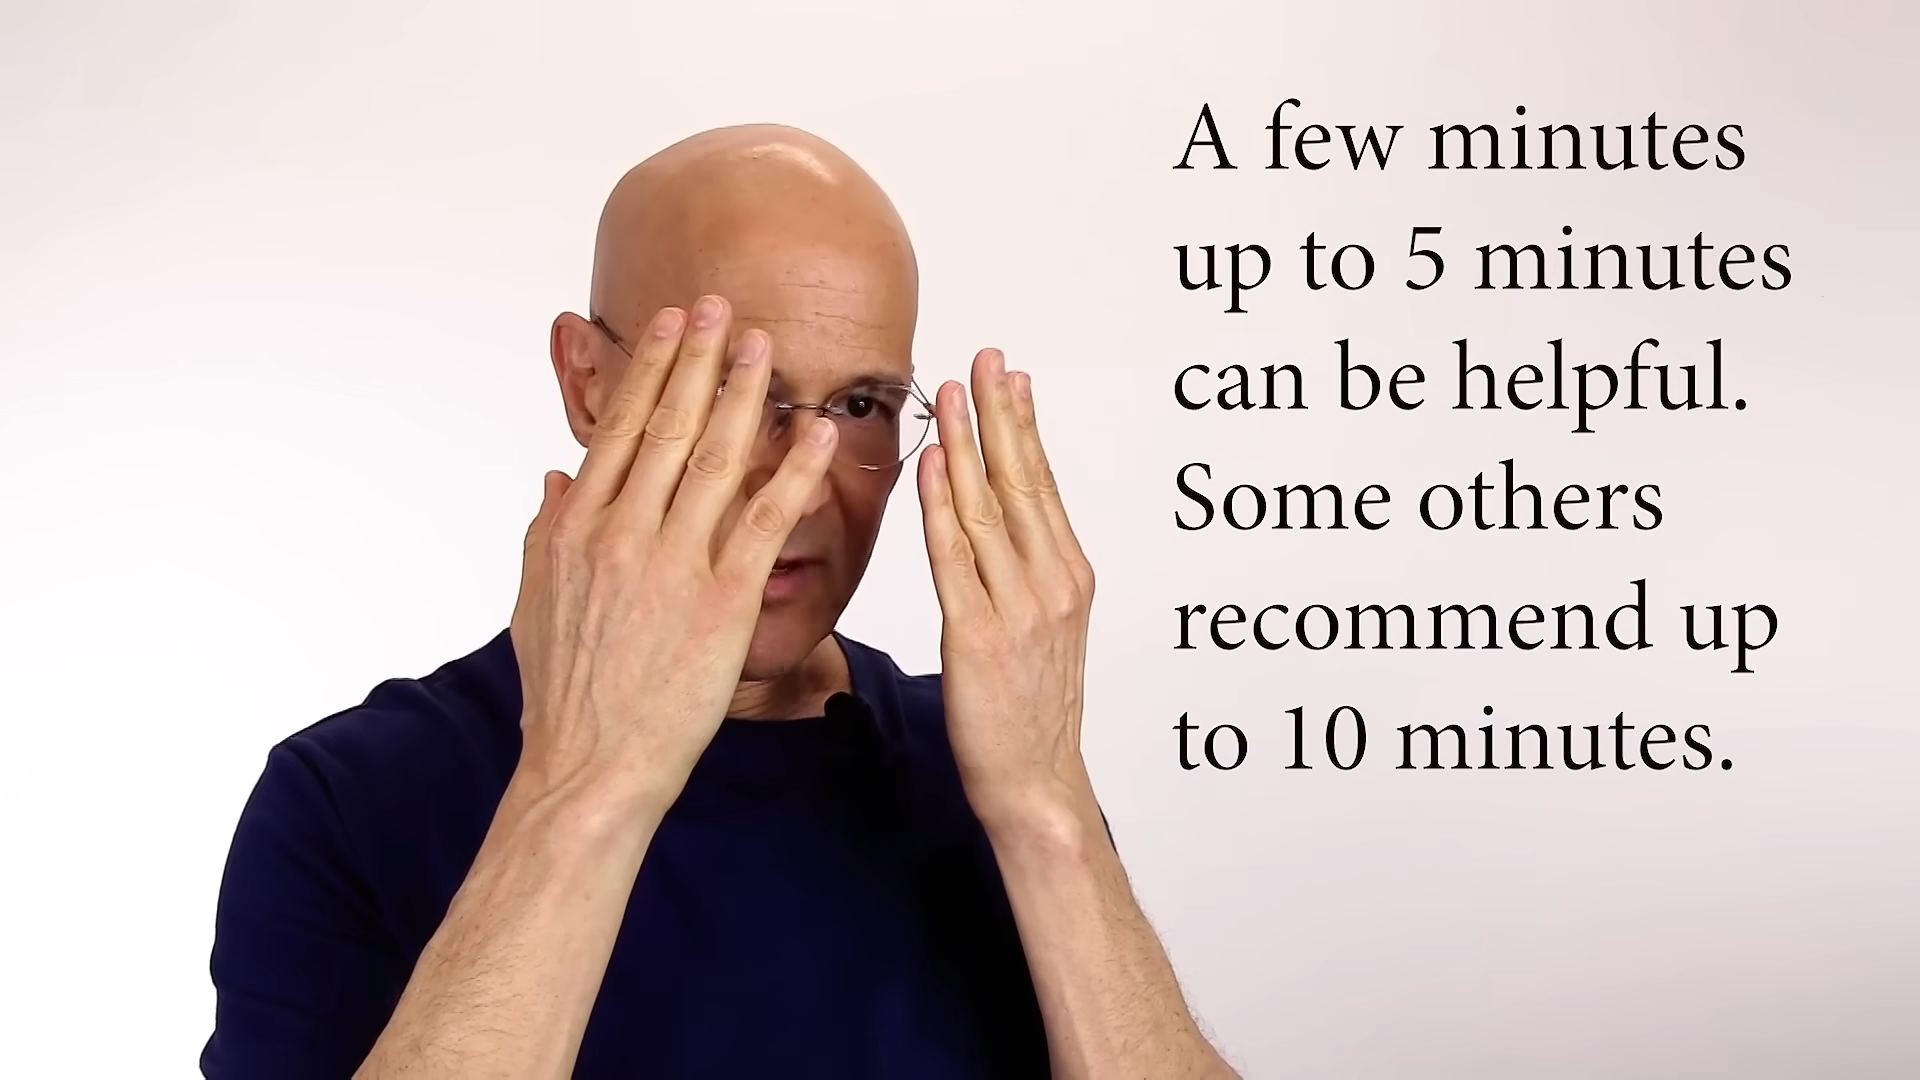 A few minutes
up to 5 minutes
can be helpful.
Some others
recommend up
to 10 minutes.